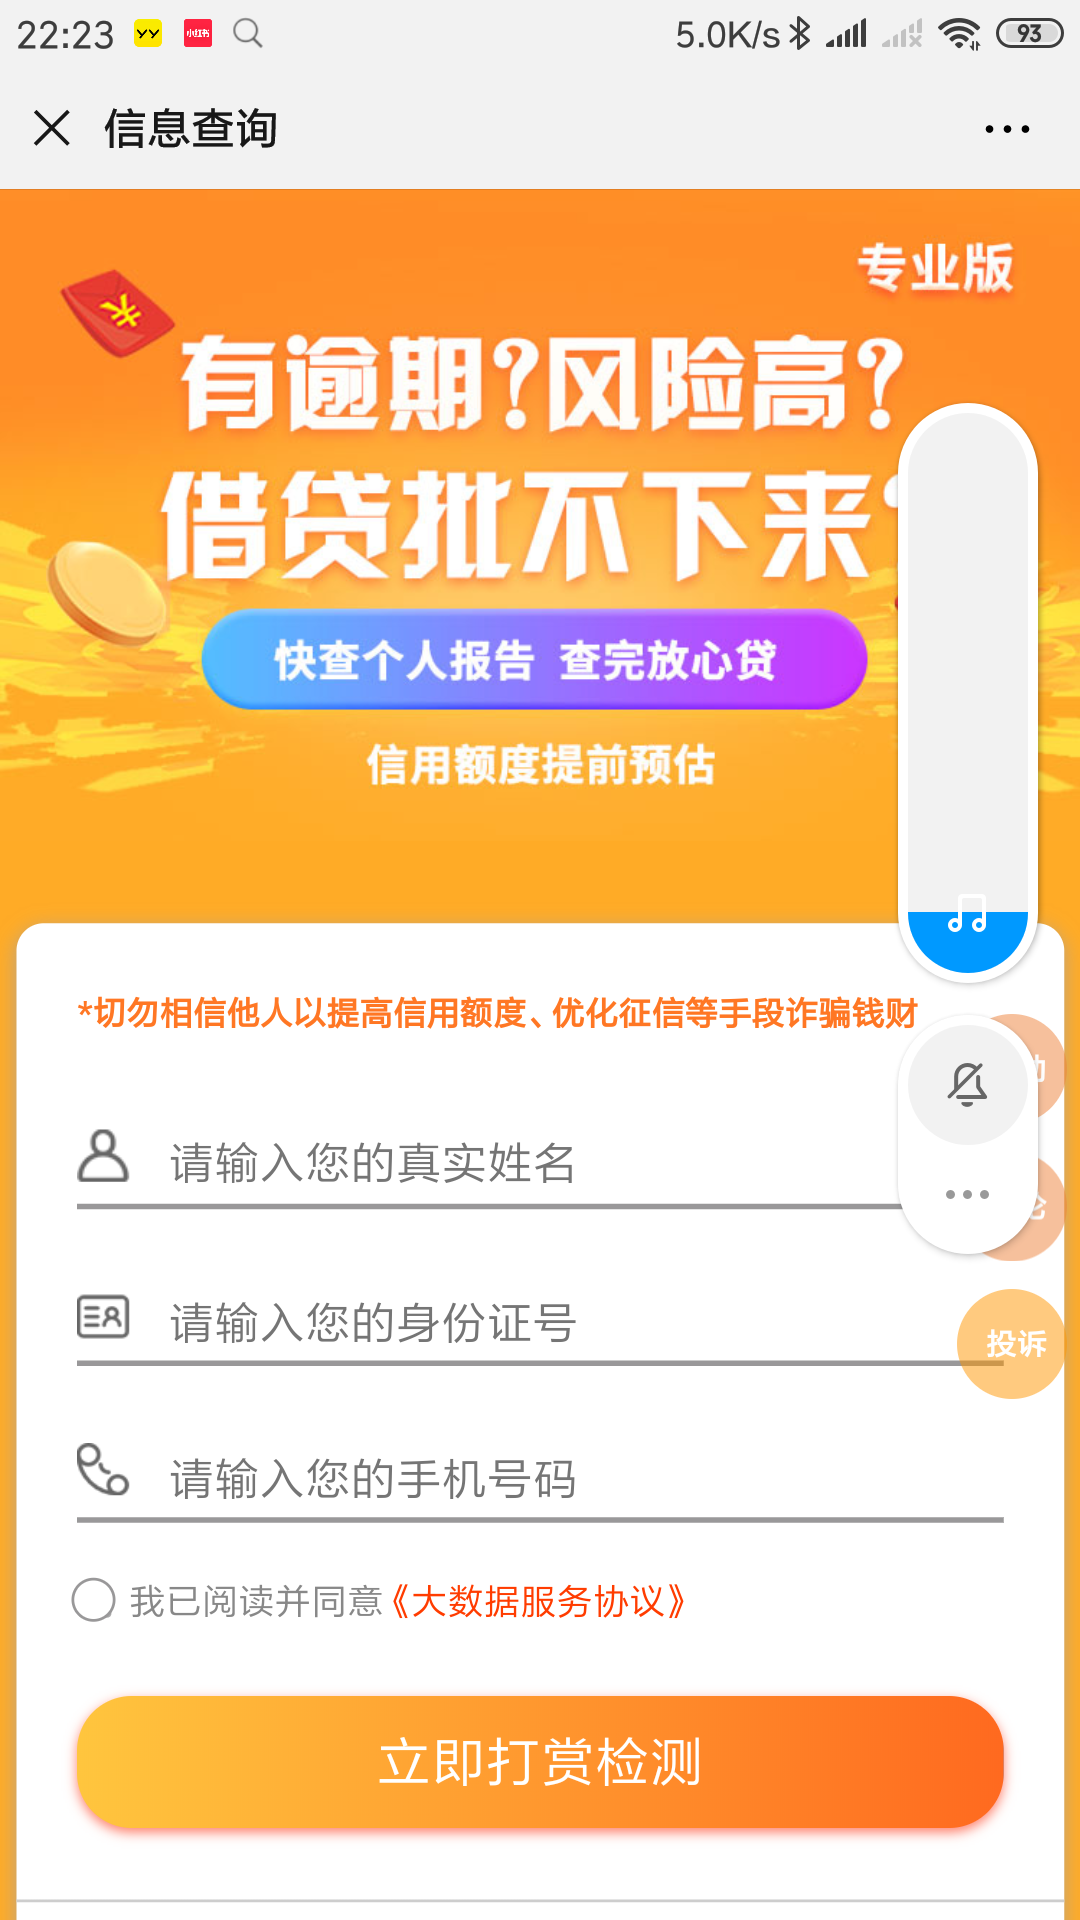 22:23
5.0K/s
93
信息查询
专业版
有逾期?风险高?
借贷批不下来
快查个人报告 查完放心贷
信用额度提前预估
*切勿相信他人以提高信用额度、优化征信等手段诈骗钱财
请输入您的真实姓名
请输入您的身份证号
投诉
请输入您的手机号码
我已阅读并同意《大数据服务协议》
立即打赏检测